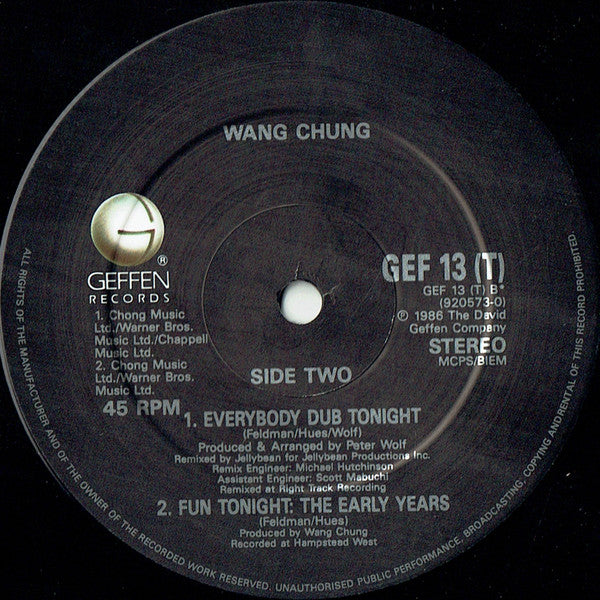 WANG CHUNG
G
®
GEFFEN
RECORDS
1. Chong Music
Ltd./Warner Bros.
Music Ltd./Chappell
Music Ltd.
2. Chong Music
Ltd./Warner Bros.
Music Ltd.
45 RPM
GEF 13 (T)
GEF 13 (T) B*
(920573-0)
℗ 1986 The David
Geffen Company
STEREO
MCPS/BIEM
SIDE TWO
1. EVERYBODY DUB TONIGHT
(Feldman/Hues/Wolf)
Produced & Arranged by Peter Wolf
Remixed by Jellybean for Jellybean Productions Inc.
Remix Engineer: Michael Hutchinson
Assistant Engineer: Scott Mabuchi
Remixed at Right Track Recording
2. FUN TONIGHT: THE EARLY YEARS
(Feldman/Hues)
Produced by Wang Chung
Recorded at Hampstead West
ALL RIGHTS OF THE MANUFACTURER AND OF THE OWNER OF THE RECORDED WORK RESERVED. UNAUTHORISED PUBLIC PERFORMANCE, BROADCASTING, COPYING AND RENTAL OF THIS RECORD PROHIBITED.